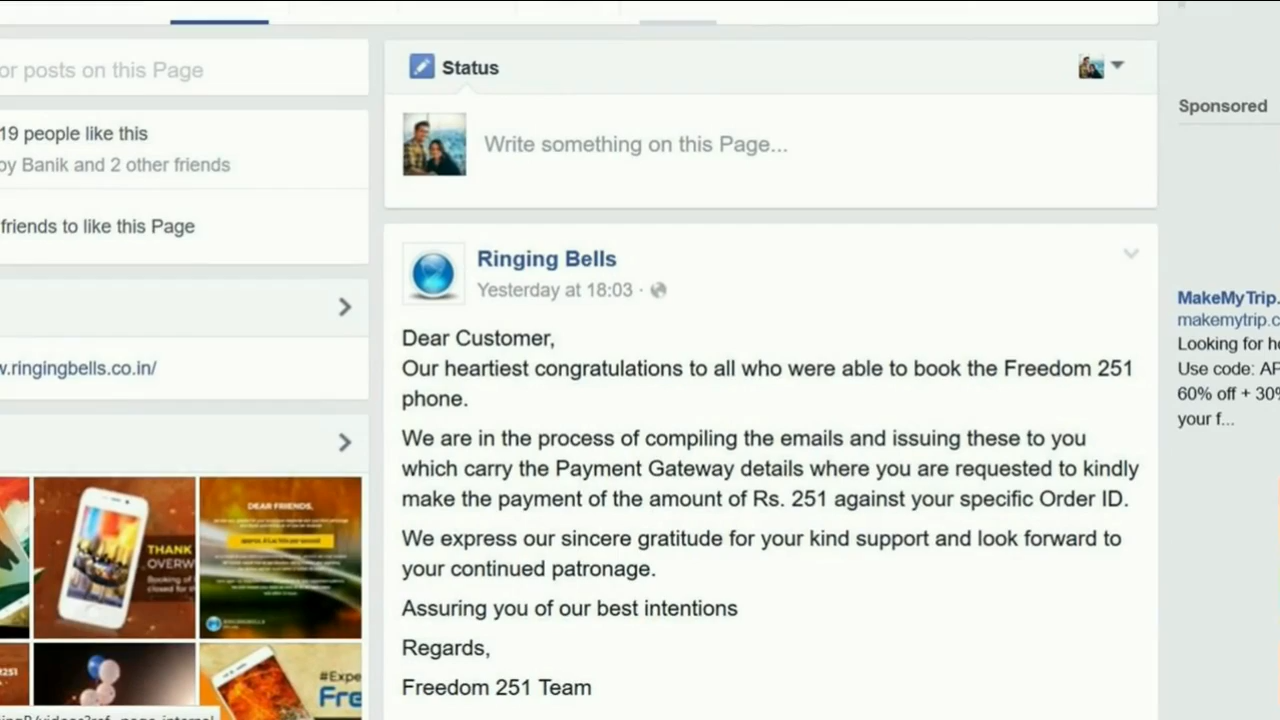 or posts on this Page
19 people like this
oy Banik and 2 other friends
friends to like this Page
w.ringingbells.co.in/
THANK
OVERW
Booking of
closed for t
DEAR FRIENDS,
#Expe
Fre
Status
Write something on this Page...
Ringing Bells
Yesterday at 18:03 ·
Dear Customer,
Our heartiest congratulations to all who were able to book the Freedom 251
phone.
We are in the process of compiling the emails and issuing these to you
which carry the Payment Gateway details where you are requested to kindly
make the payment of the amount of Rs. 251 against your specific Order ID.
We express our sincere gratitude for your kind support and look forward to
your continued patronage.
Assuring you of our best intentions
Regards,
Freedom 251 Team
Sponsored
MakeMyTrip.
makemytrip.c
Looking for h
Use code: AP
60% off + 30%
your f...